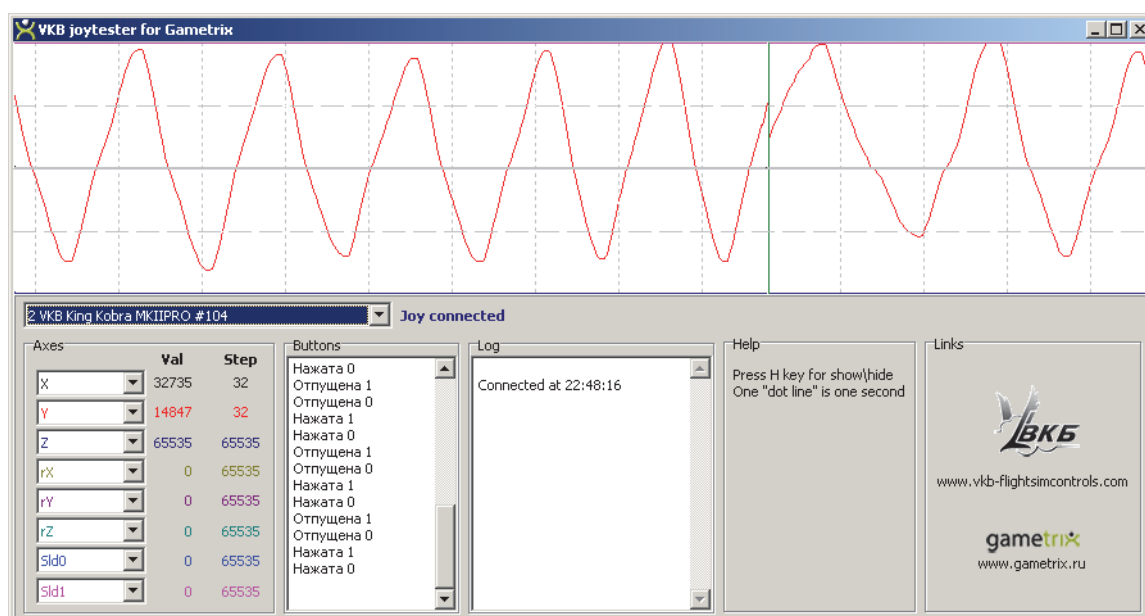 VKB joytester for Gametrix
2 VKB King Kobra MKIIPRO #104
Joy connected
Axes
Val Step
X 32735 32
Y 14847 32
Z 65535 65535
rX 0 65535
rY 0 65535
rZ 0 65535
Sld0 0 65535
Sld1 0 65535
Buttons
Нажата 0
Отпущена 1
Отпущена 0
Нажата 1
Нажата 0
Отпущена 1
Отпущена 0
Нажата 1
Нажата 0
Отпущена 1
Отпущена 0
Нажата 1
Нажата 0
Log
Connected at 22:48:16
Help
Press H key for show\hide
One "dot line" is one second
Links
ВКБ
www.vkb-flightsimcontrols.com
gametrix
www.gametrix.ru